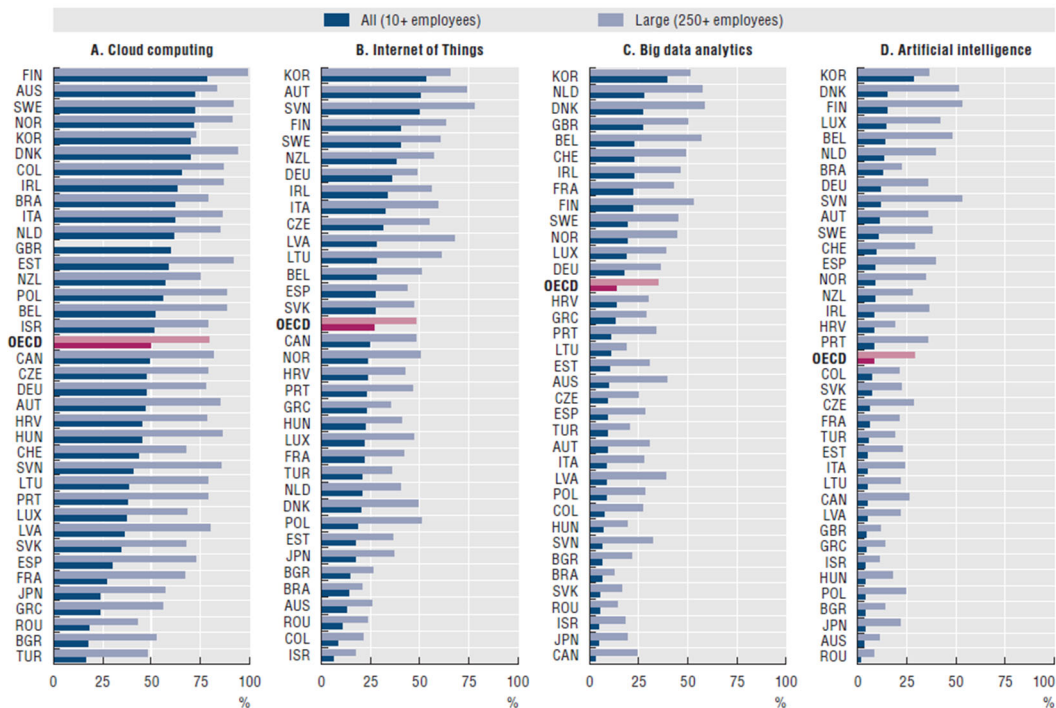 All (10+ employees) Large (250+ employees)
A. Cloud computing
FIN
AUS
SWE
NOR
KOR
DNK
COL
IRL
BRA
ITA
NLD
GBR
EST
NZL
POL
BEL
ISR
OECD
CAN
CZE
DEU
AUT
HRV
HUN
CHE
SVN
LTU
PRT
LUX
LVA
SVK
ESP
FRA
JPN
GRC
ROU
BGR
TUR
0 25 50 75 100
%
B. Internet of Things
KOR
AUT
SVN
FIN
SWE
NZL
DEU
IRL
ITA
CZE
LVA
LTU
BEL
ESP
SVK
OECD
CAN
NOR
HRV
PRT
GRC
HUN
LUX
FRA
TUR
NLD
DNK
POL
EST
JPN
BGR
BRA
AUS
ROU
COL
ISR
0 25 50 75 100
%
C. Big data analytics
KOR
NLD
DNK
GBR
BEL
CHE
IRL
FRA
FIN
SWE
NOR
LUX
DEU
OECD
HRV
GRC
PRT
LTU
EST
AUS
CZE
ESP
TUR
AUT
ITA
LVA
POL
COL
HUN
SVN
BGR
BRA
SVK
ROU
ISR
JPN
CAN
0 25 50 75 100
%
D. Artificial intelligence
KOR
DNK
FIN
LUX
BEL
NLD
BRA
DEU
SVN
AUT
SWE
CHE
ESP
NOR
NZL
IRL
HRV
PRT
OECD
COL
SVK
CZE
FRA
TUR
EST
ITA
LTU
CAN
LVA
GBR
GRC
ISR
HUN
POL
BGR
JPN
AUS
ROU
0 25 50 75 100
%